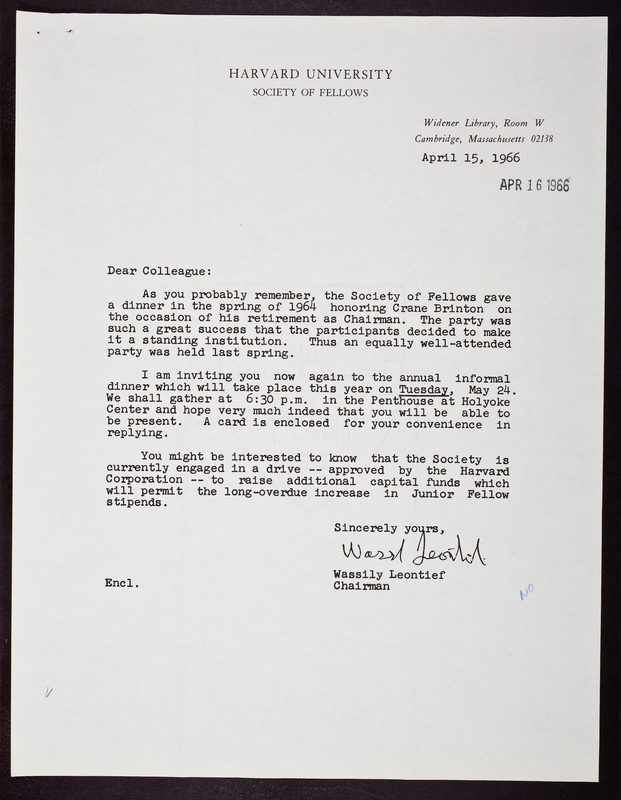 HARVARD UNIVERSITY
SOCIETY OF FELLOWS
Widener Library, Room W
Cambridge, Massachusetts 02138
April 15, 1966
APR 16 1966
Dear Colleague:
As you probably remember, the Society of Fellows gave
a dinner in the spring of 1964 honoring Crane Brinton on
the occasion of his retirement as Chairman. The party was
such a great success that the participants decided to make
it a standing institution. Thus an equally well-attended
party was held last spring.
I am inviting you now again to the annual informal
dinner which will take place this year on Tuesday, May 24.
We shall gather at 6:30 p.m. in the Penthouse at Holyoke
Center and hope very much indeed that you will be able to
be present. A card is enclosed for your convenience in
replying.
You might be interested to know that the Society is
currently engaged in a drive -- approved by the Harvard
Corporation -- to raise additional capital funds which
will permit the long-overdue increase in Junior Fellow
stipends.
Sincerely yours,
Wassily Leontief
Wassily Leontief
Chairman
Encl.
NO